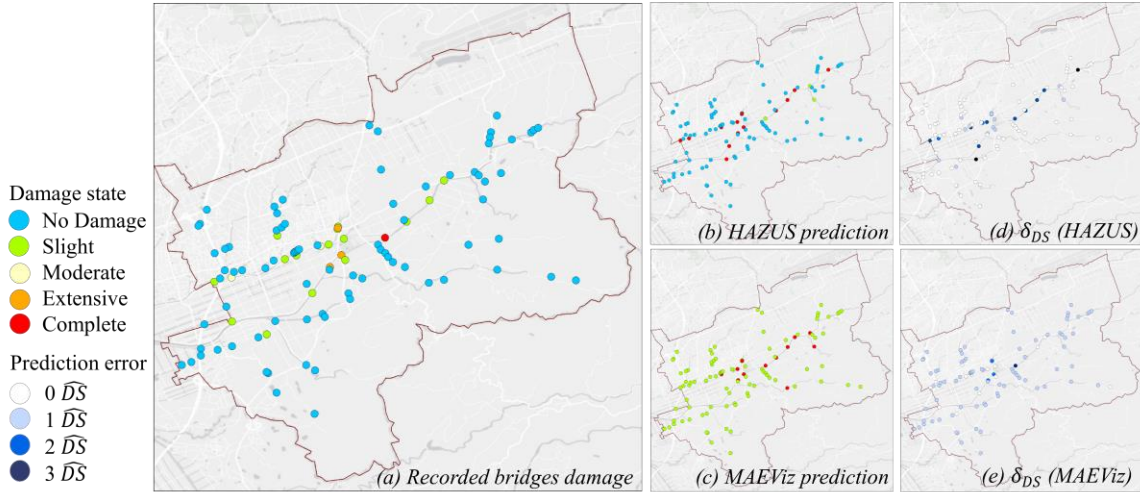 Damage state
No Damage
Slight
Moderate
Extensive
Complete
Prediction error
0 D̂S
1 D̂S
2 D̂S
3 D̂S
(a) Recorded bridges damage
(b) HAZUS prediction
(d) δDS (HAZUS)
(c) MAEViz prediction
(e) δDS (MAEViz)